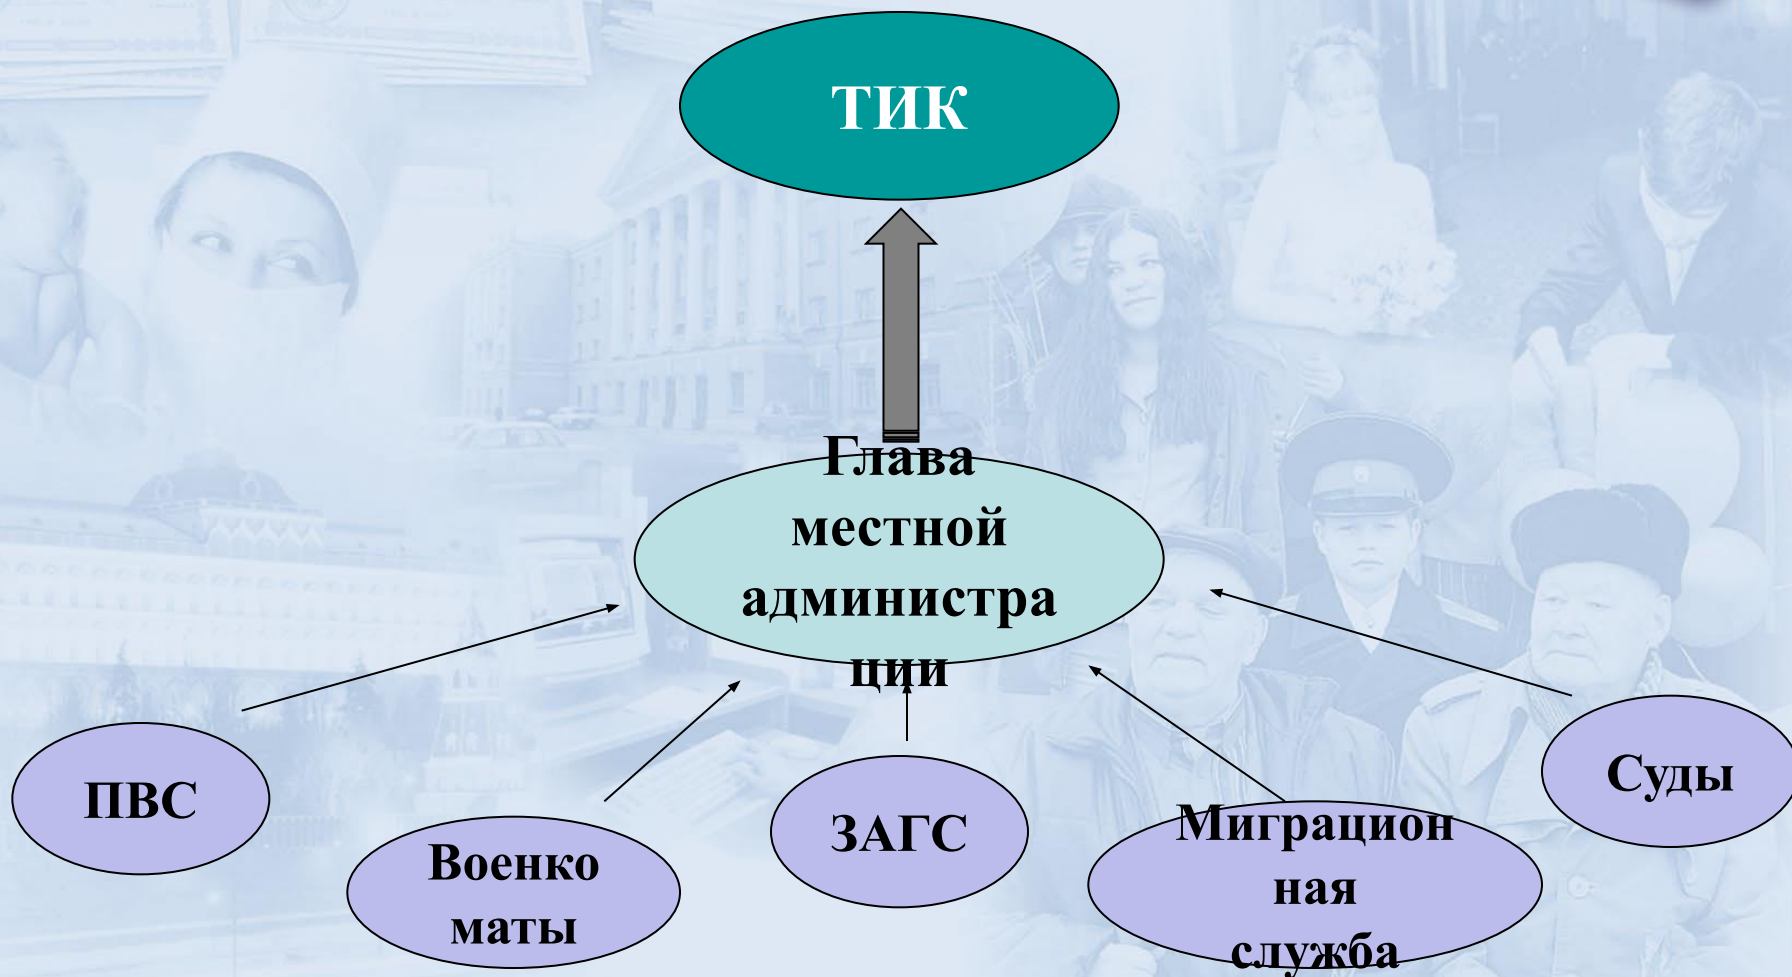 ТИК
Глава
местной
администра
ции
ПВС
Военко
маты
ЗАГС
Миграцион
ная
служба
Суды